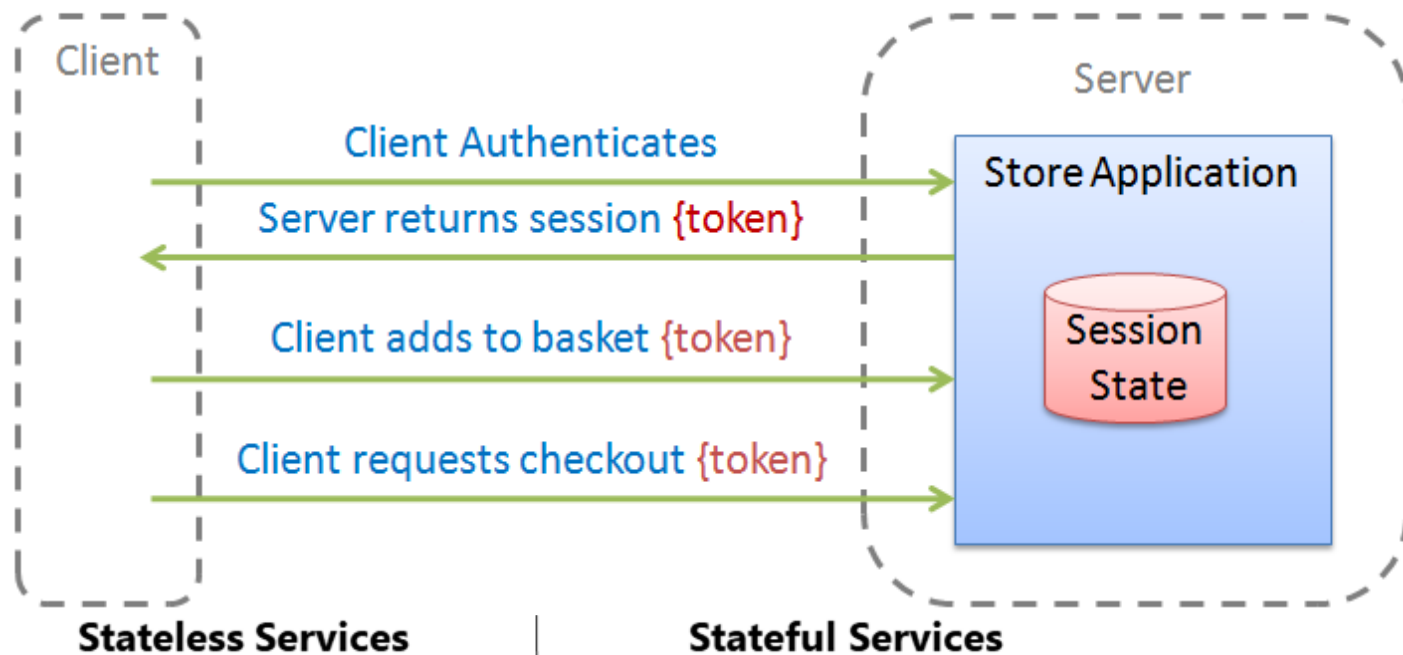 Client
Server
Client Authenticates
Store Application
Server returns session {token}
Client adds to basket {token}
Session
State
Client requests checkout {token}
Stateless Services
Stateful Services